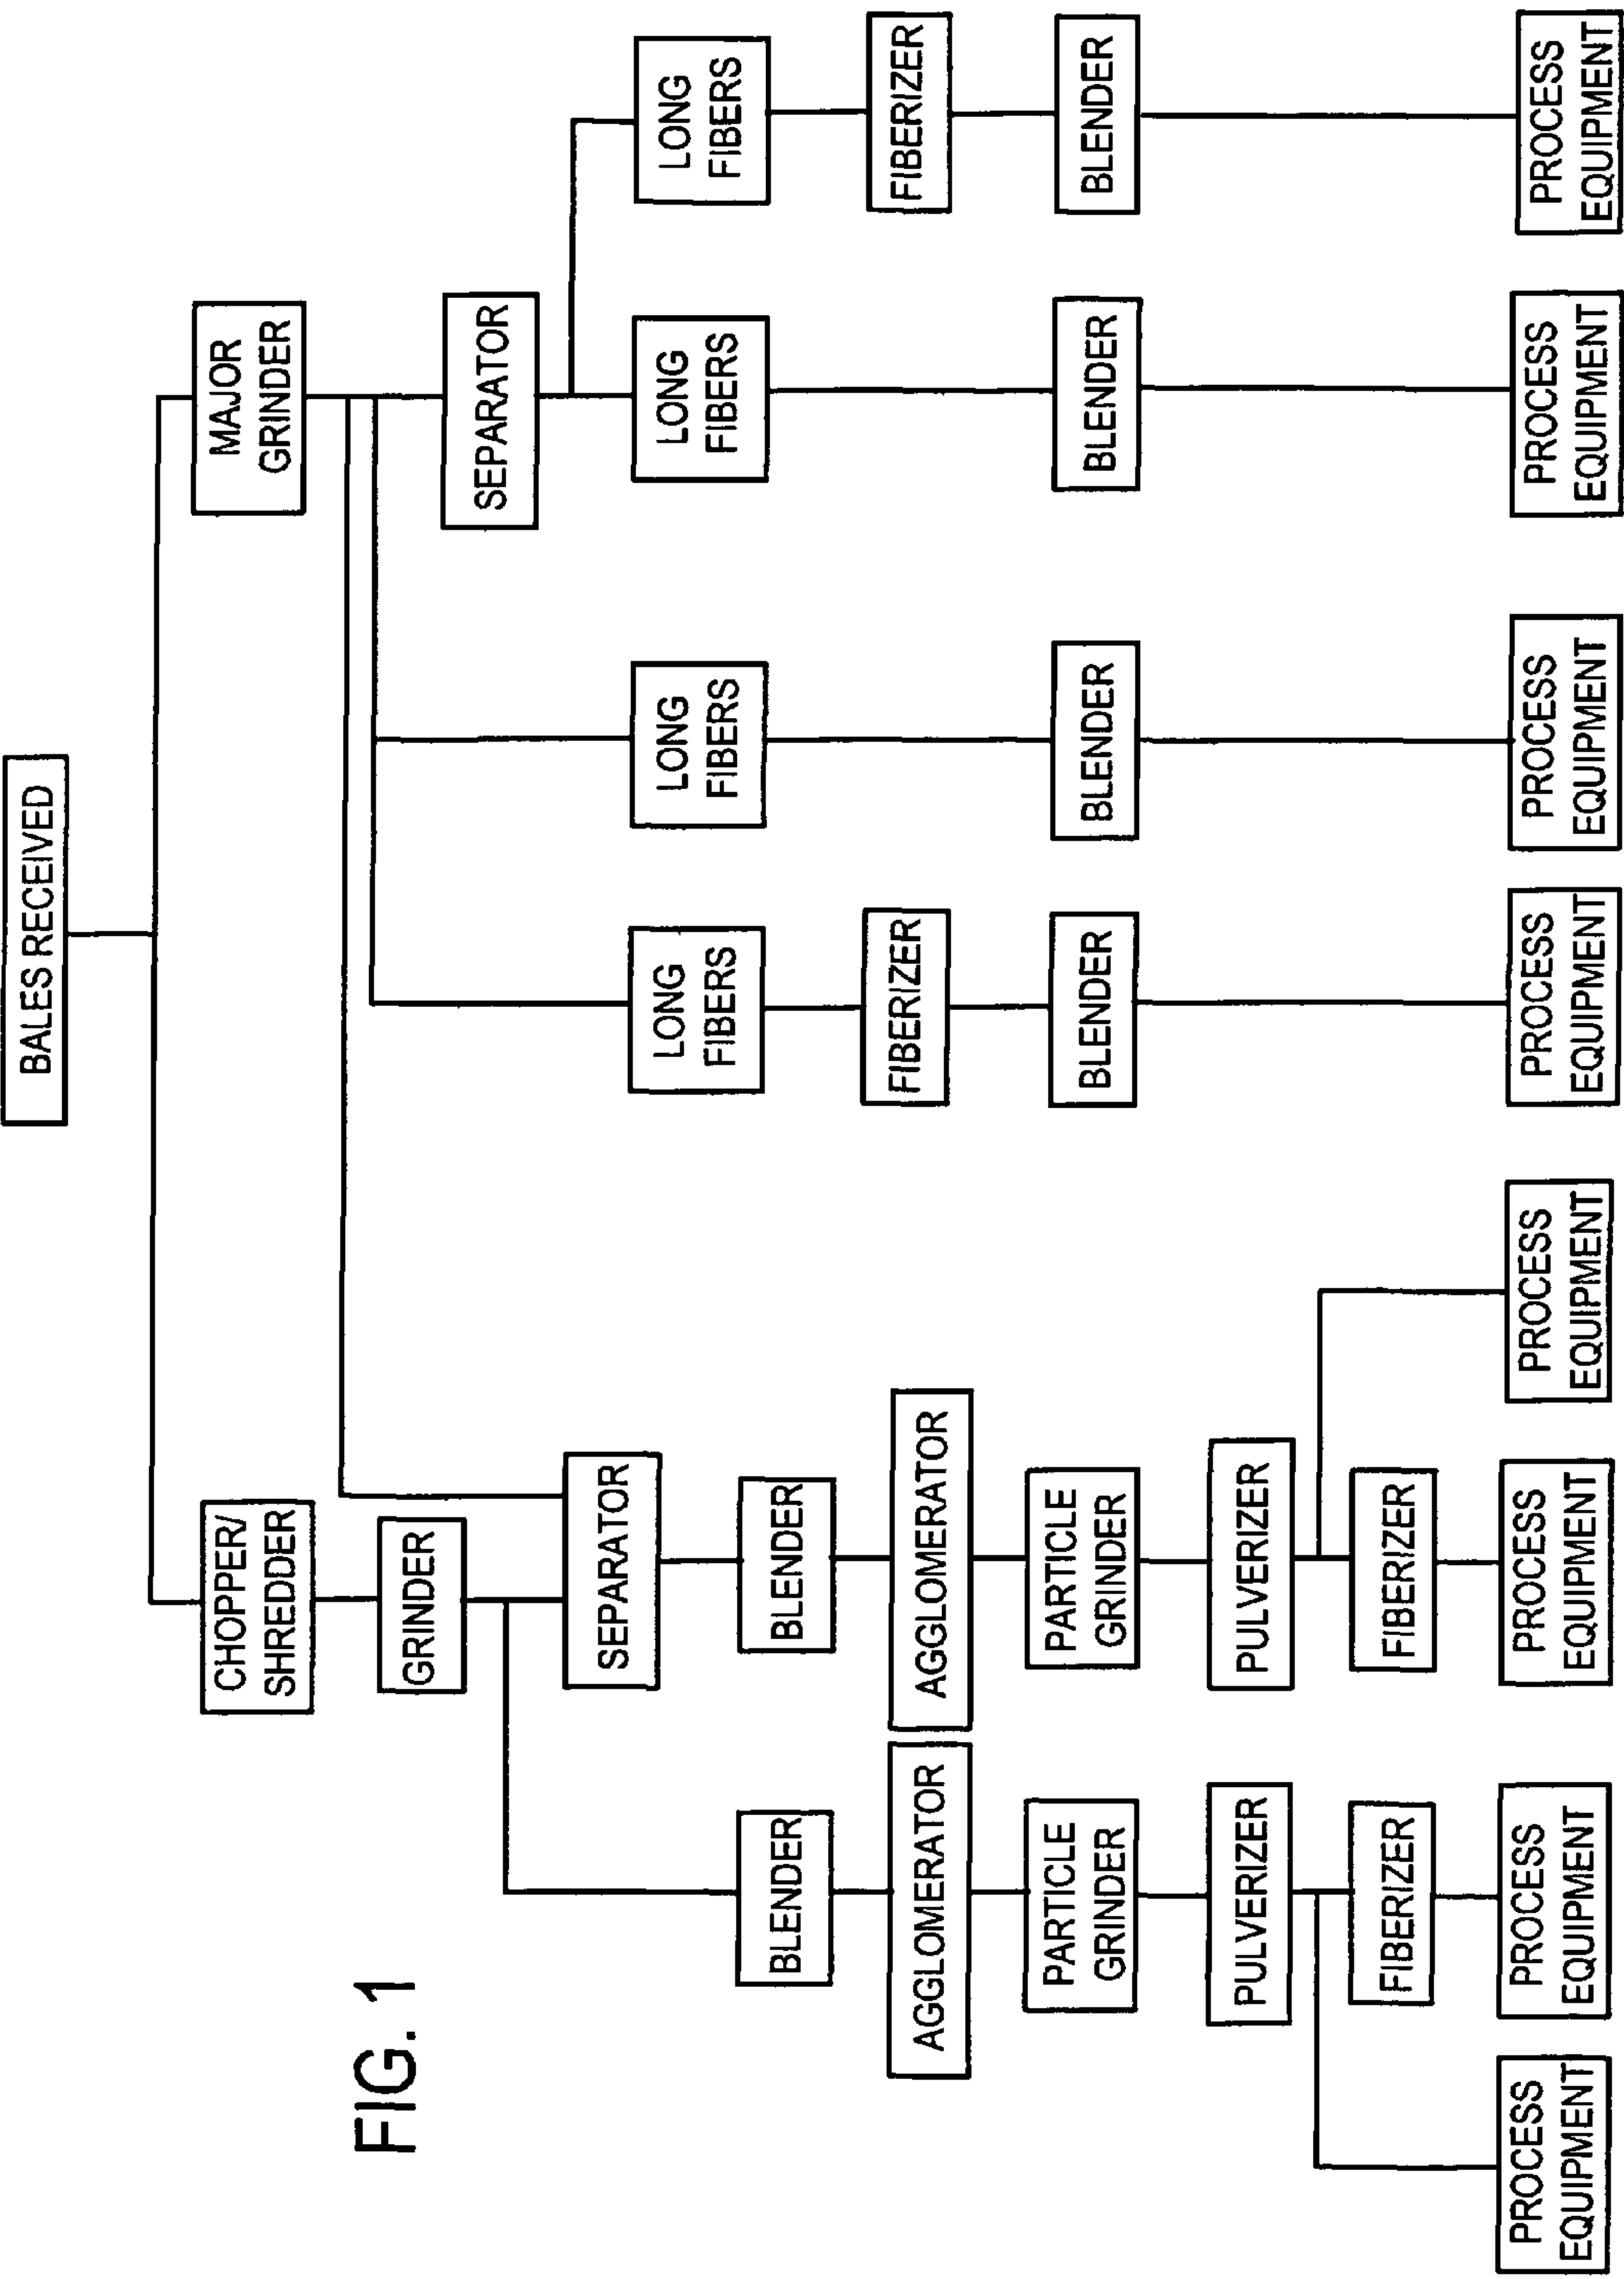 FIG. 1
BALES RECEIVED
CHOPPER/
SHREDDER
MAJOR
GRINDER
GRINDER
SEPARATOR
SEPARATOR
BLENDER
BLENDER
LONG
FIBERS
LONG
FIBERS
LONG
FIBERS
LONG
FIBERS
AGGLOMERATOR
AGGLOMERATOR
FIBERIZER
FIBERIZER
PARTICLE
GRINDER
PARTICLE
GRINDER
BLENDER
BLENDER
BLENDER
BLENDER
PULVERIZER
PULVERIZER
FIBERIZER
FIBERIZER
PROCESS
EQUIPMENT
PROCESS
EQUIPMENT
PROCESS
EQUIPMENT
PROCESS
EQUIPMENT
PROCESS
EQUIPMENT
PROCESS
EQUIPMENT
PROCESS
EQUIPMENT
PROCESS
EQUIPMENT